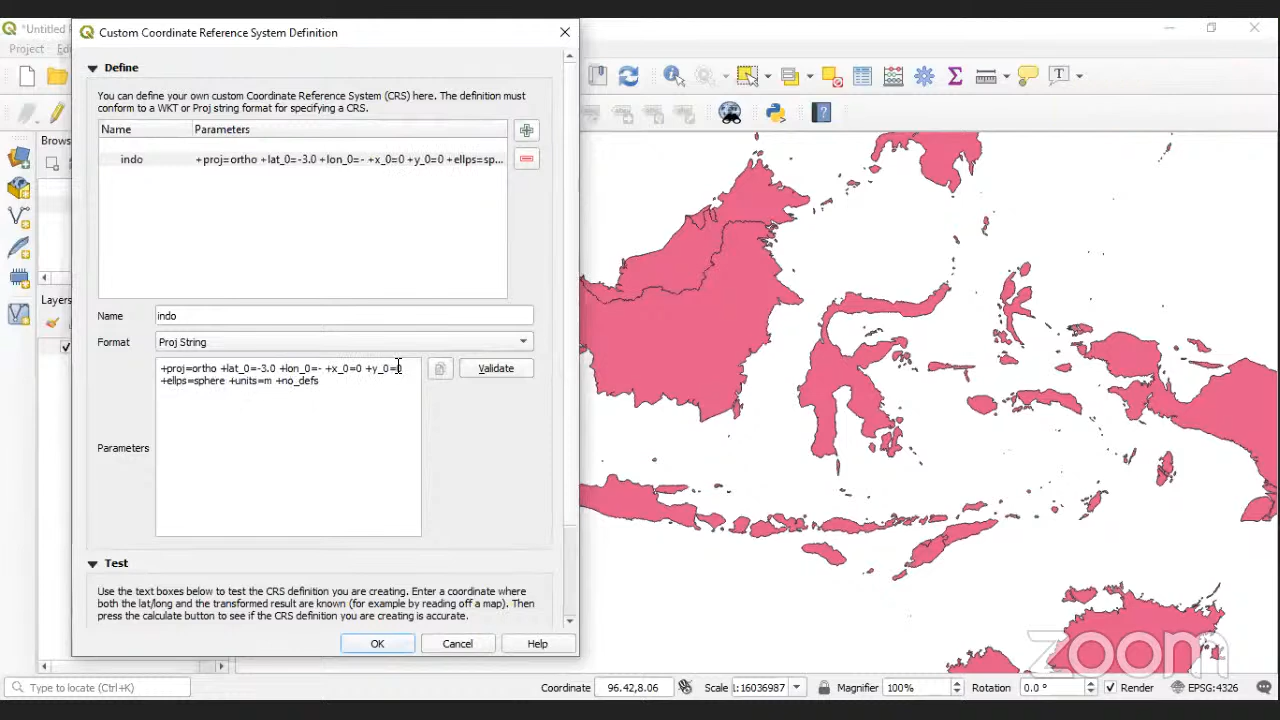 *Untitled P
Custom Coordinate Reference System Definition
Project
Edi
Define
You can define your own custom Coordinate Reference System (CRS) here. The definition must
conform to a WKT or Proj string format for specifying a CRS.
Name
Parameters
indo
+proj=ortho +lat_0=-3.0 +lon_0=- +x_0=0 +y_0=0 +ellps=sp...
Brows
Layers
Name
indo
Format
Proj String
+proj=ortho +lat_0=-3.0 +lon_0=- +x_0=0 +y_0=0
+ellps=sphere +units=m +no_defs
Validate
Parameters
Test
Use the text boxes below to test the CRS definition you are creating. Enter a coordinate where
both the lat/long and the transformed result are known (for example by reading off a map). Then
press the calculate button to see if the CRS definition you are creating is accurate.
OK
Cancel
Help
zoom
Type to locate (Ctrl+K)
Coordinate
96.42,8.06
Scale
1:16036987
Magnifier
100%
Rotation
0.0 °
Render
EPSG:4326